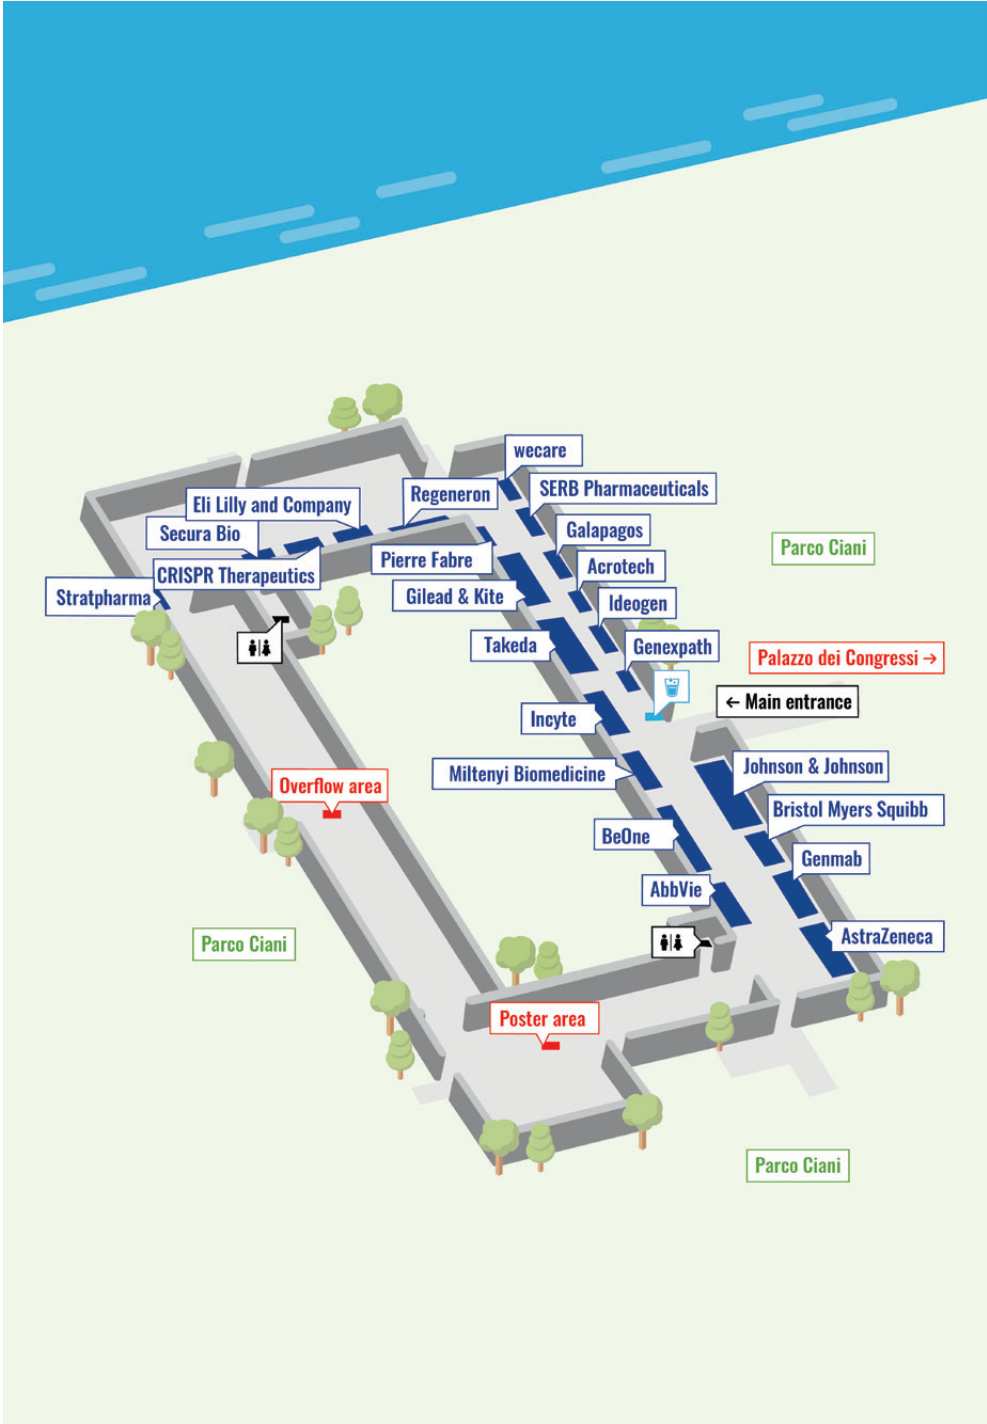 wecare
SERB Pharmaceuticals
Regeneron
Eli Lilly and Company
Galapagos
Secura Bio
Parco Ciani
Pierre Fabre
Acrotech
CRISPR Therapeutics
Gilead & Kite
Stratpharma
Ideogen
Takeda
Genexpath
Palazzo dei Congressi →
← Main entrance
Incyte
Johnson & Johnson
Miltenyi Biomedicine
Overflow area
Bristol Myers Squibb
BeOne
Genmab
AbbVie
AstraZeneca
Parco Ciani
Poster area
Parco Ciani